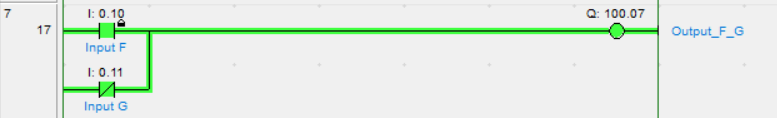 7
I: 0.10
Q: 100.07
17
Output_F_G
Input F
I: 0.11
Input G